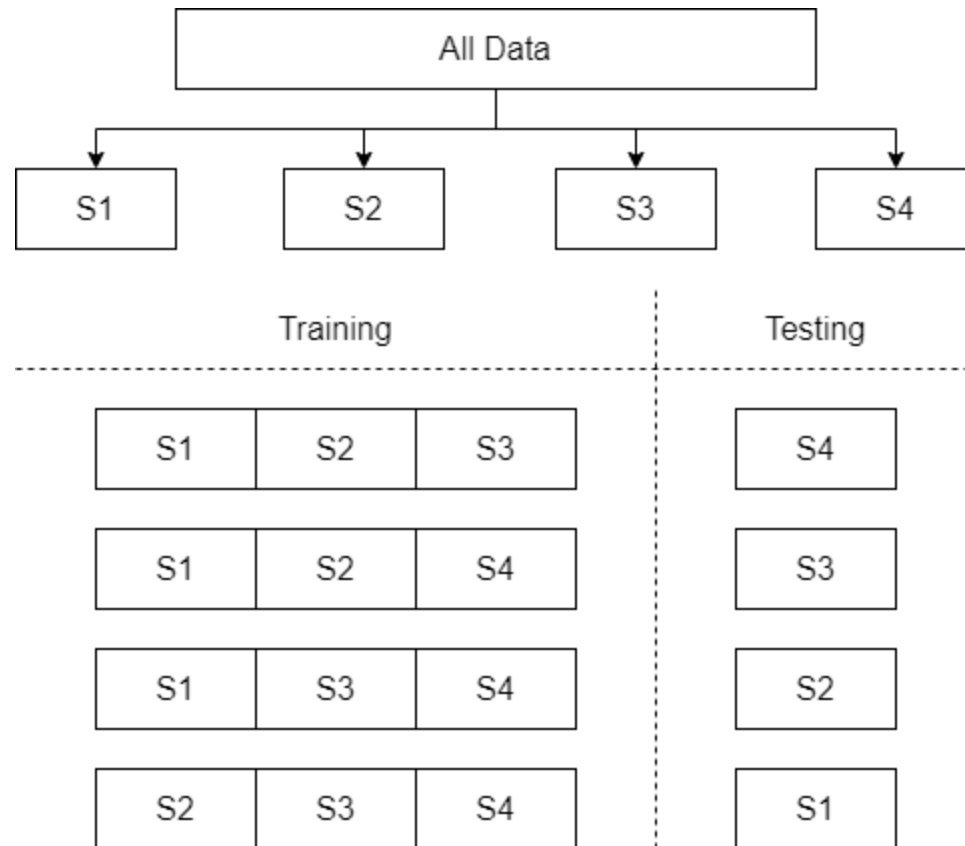 All Data
S1 S2 S3 S4
Training Testing
S1 S2 S3 S4
S1 S2 S4 S3
S1 S3 S4 S2
S2 S3 S4 S1